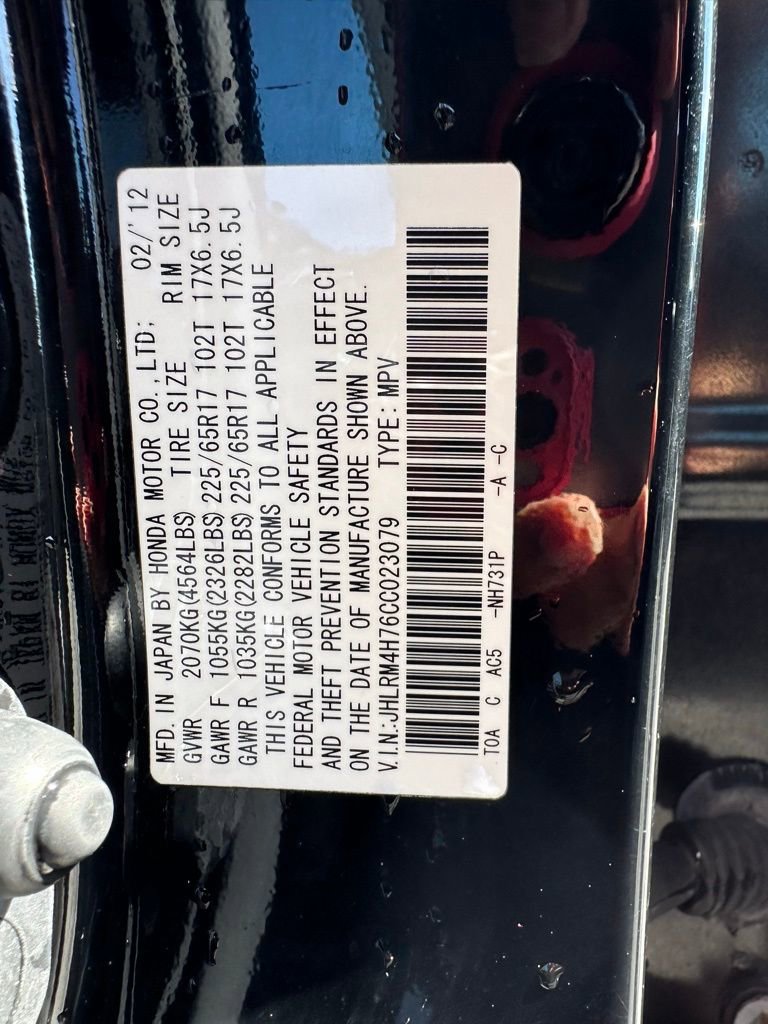 MFD. IN JAPAN BY HONDA MOTOR CO.,LTD; 02/'12
GVWR 2070KG(4564LBS) TIRE SIZE RIM SIZE
GAWR F 1055KG(2326LBS) 225/65R17 102T 17X6.5J
GAWR R 1035KG(2282LBS) 225/65R17 102T 17X6.5J
THIS VEHICLE CONFORMS TO ALL APPLICABLE
FEDERAL MOTOR VEHICLE SAFETY
AND THEFT PREVENTION STANDARDS IN EFFECT
ON THE DATE OF MANUFACTURE SHOWN ABOVE.
V.I.N:JHLRM4H76CC023079 TYPE:MPV
T0A C AC5 -NH731P -A -C